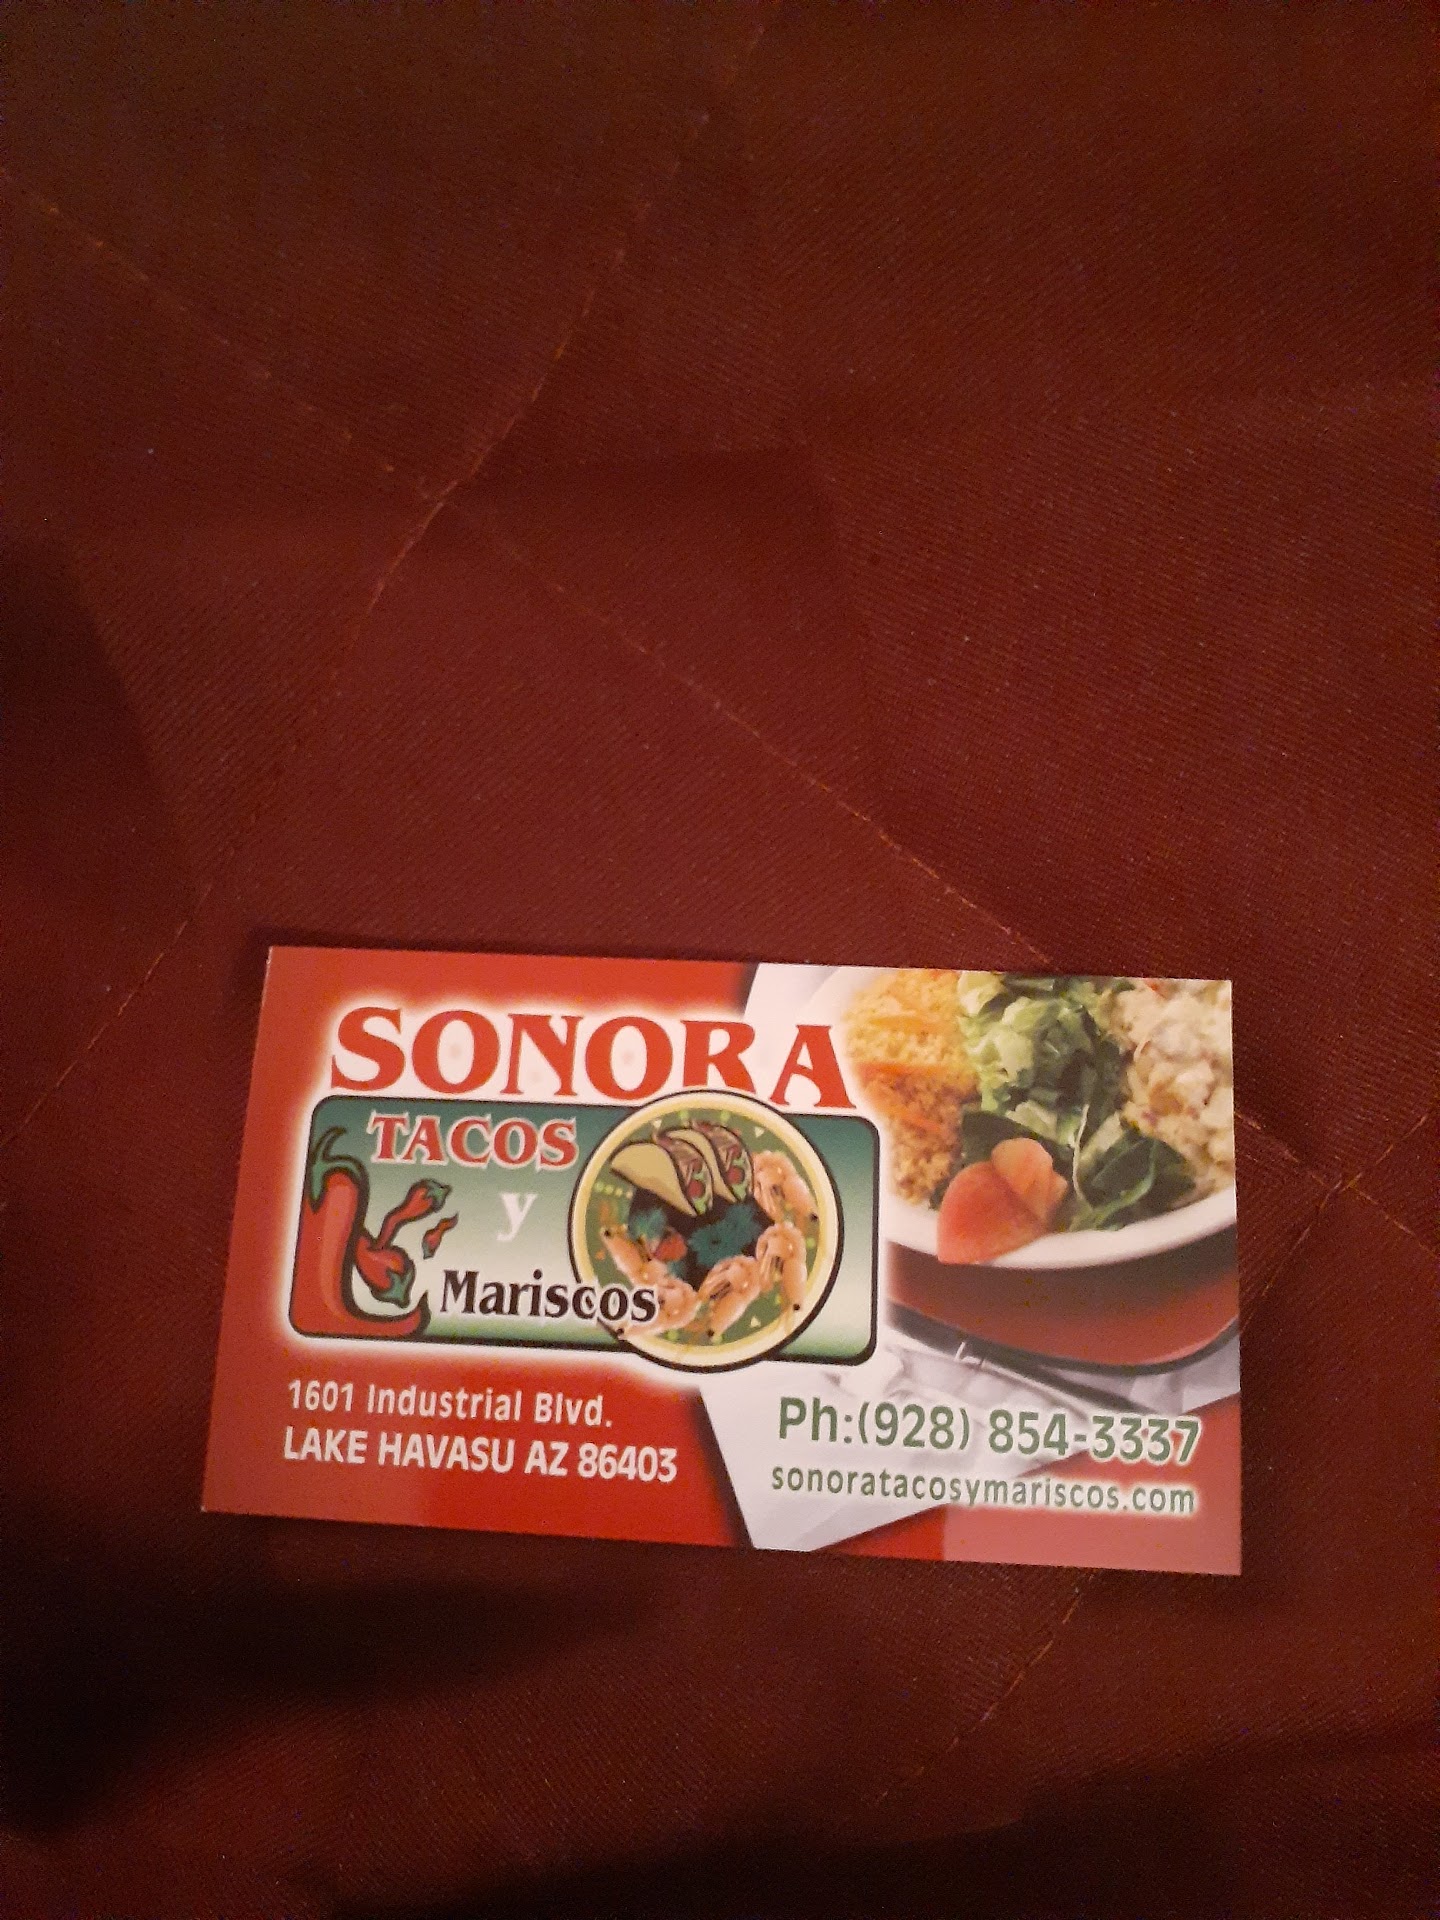 SONORA
TACOS
y
Mariscos
1601 Industrial Blvd.
LAKE HAVASU AZ 86403
Ph:(928) 854-3337
sonoratacosymariscos.com